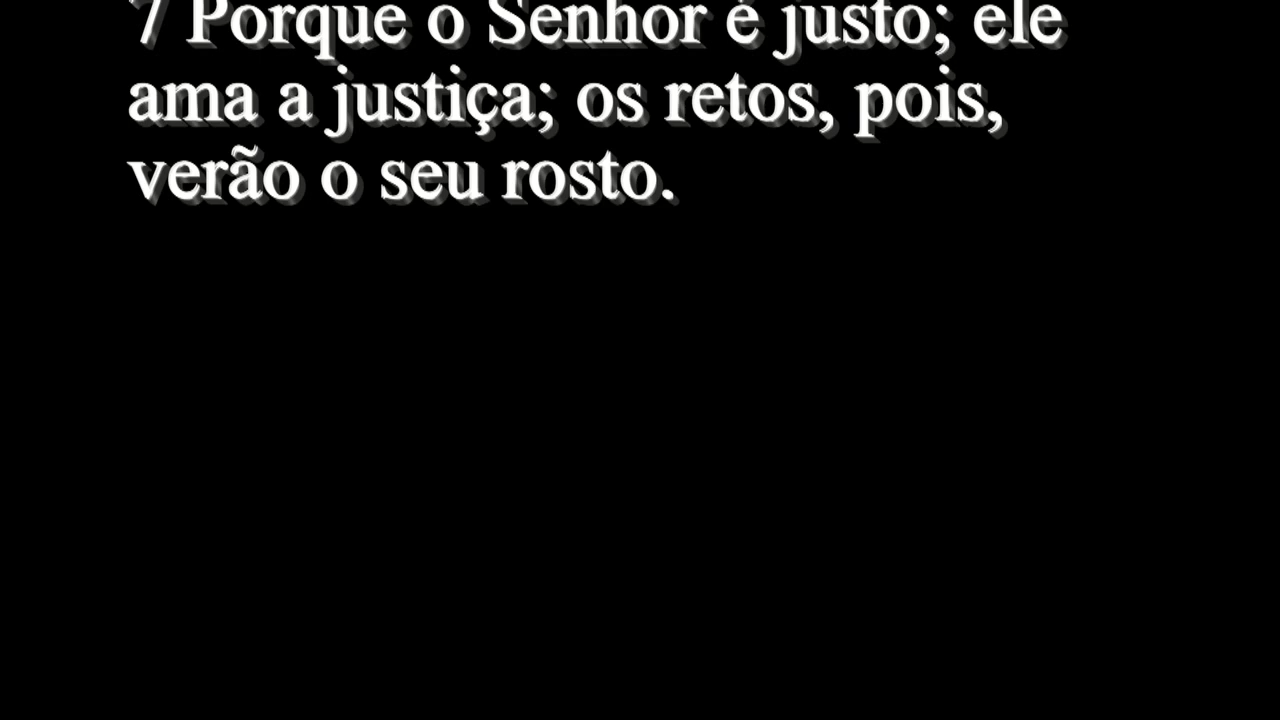 7 Porque o Senhor é justo; ele
ama a justiça; os retos, pois,
verão o seu rosto.